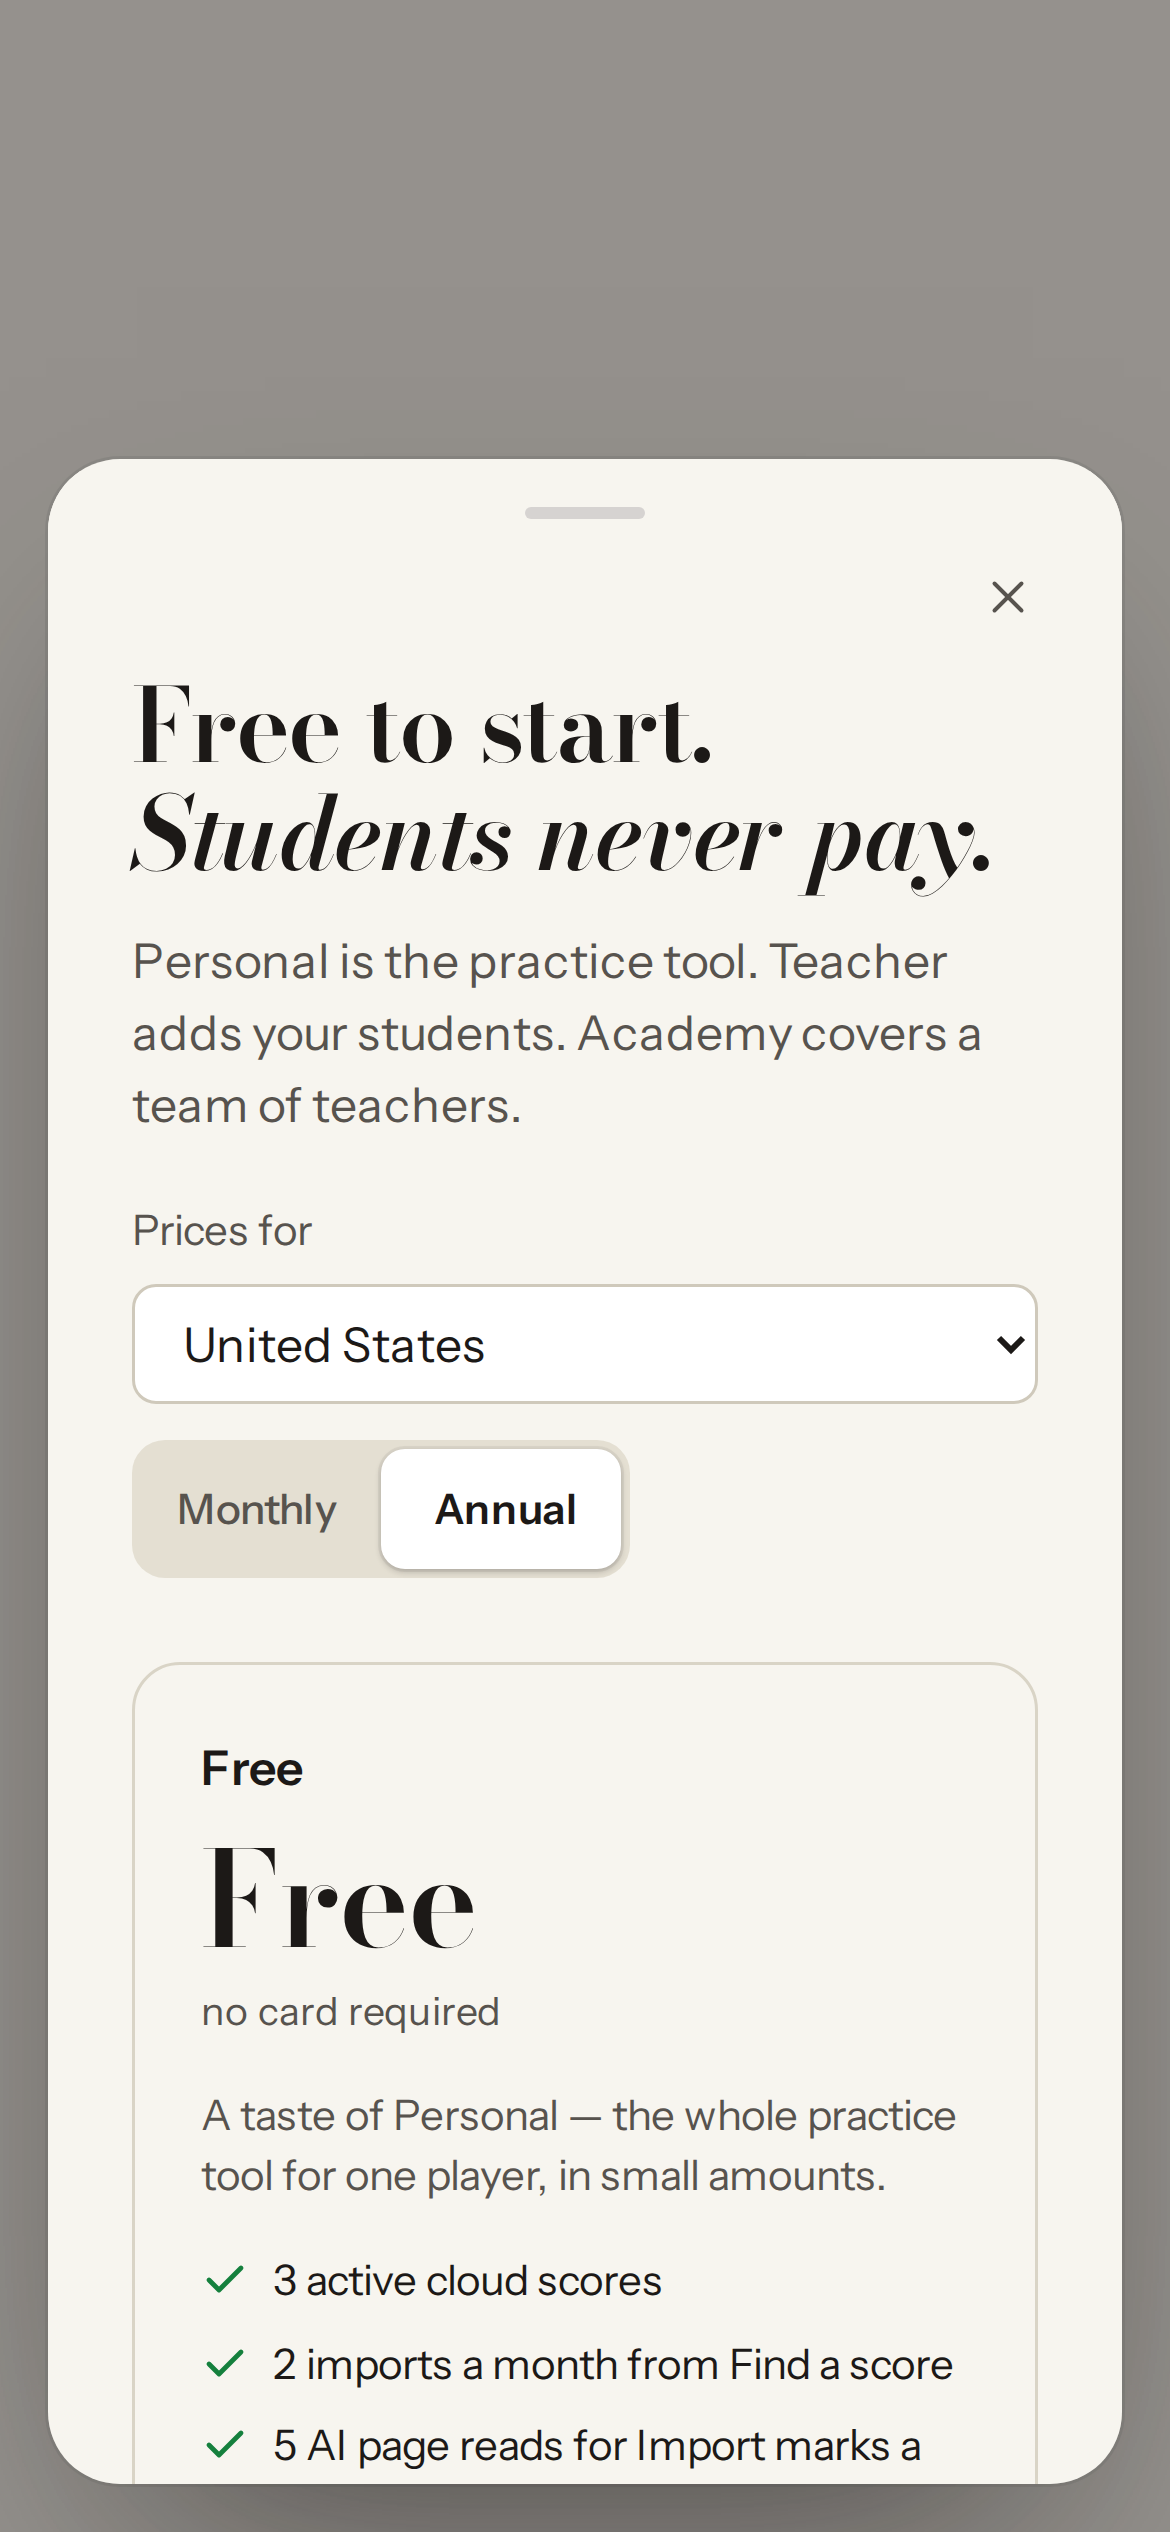 Free to start.
Students never pay.
Personal is the practice tool. Teacher
adds your students. Academy covers a
team of teachers.
Prices for
United States
Monthly
Annual
Free
Free
no card required
A taste of Personal — the whole practice
tool for one player, in small amounts.
3 active cloud scores
2 imports a month from Find a score
5 AI page reads for Import marks a